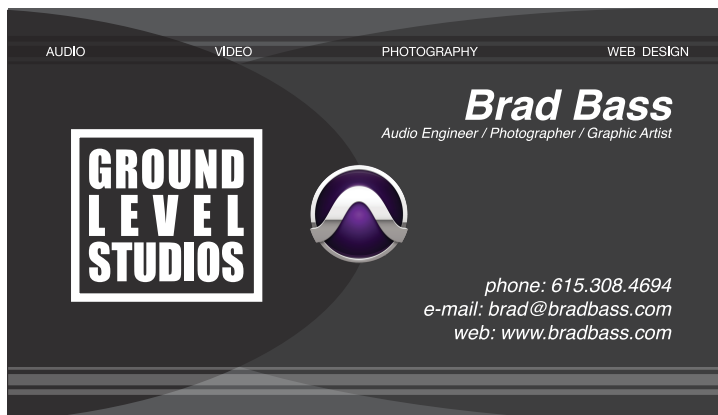 AUDIO VIDEO PHOTOGRAPHY WEB DESIGN
Brad Bass
Audio Engineer / Photographer / Graphic Artist
GROUND
LEVEL
STUDIOS
phone: 615.308.4694
e-mail: brad@bradbass.com
web: www.bradbass.com